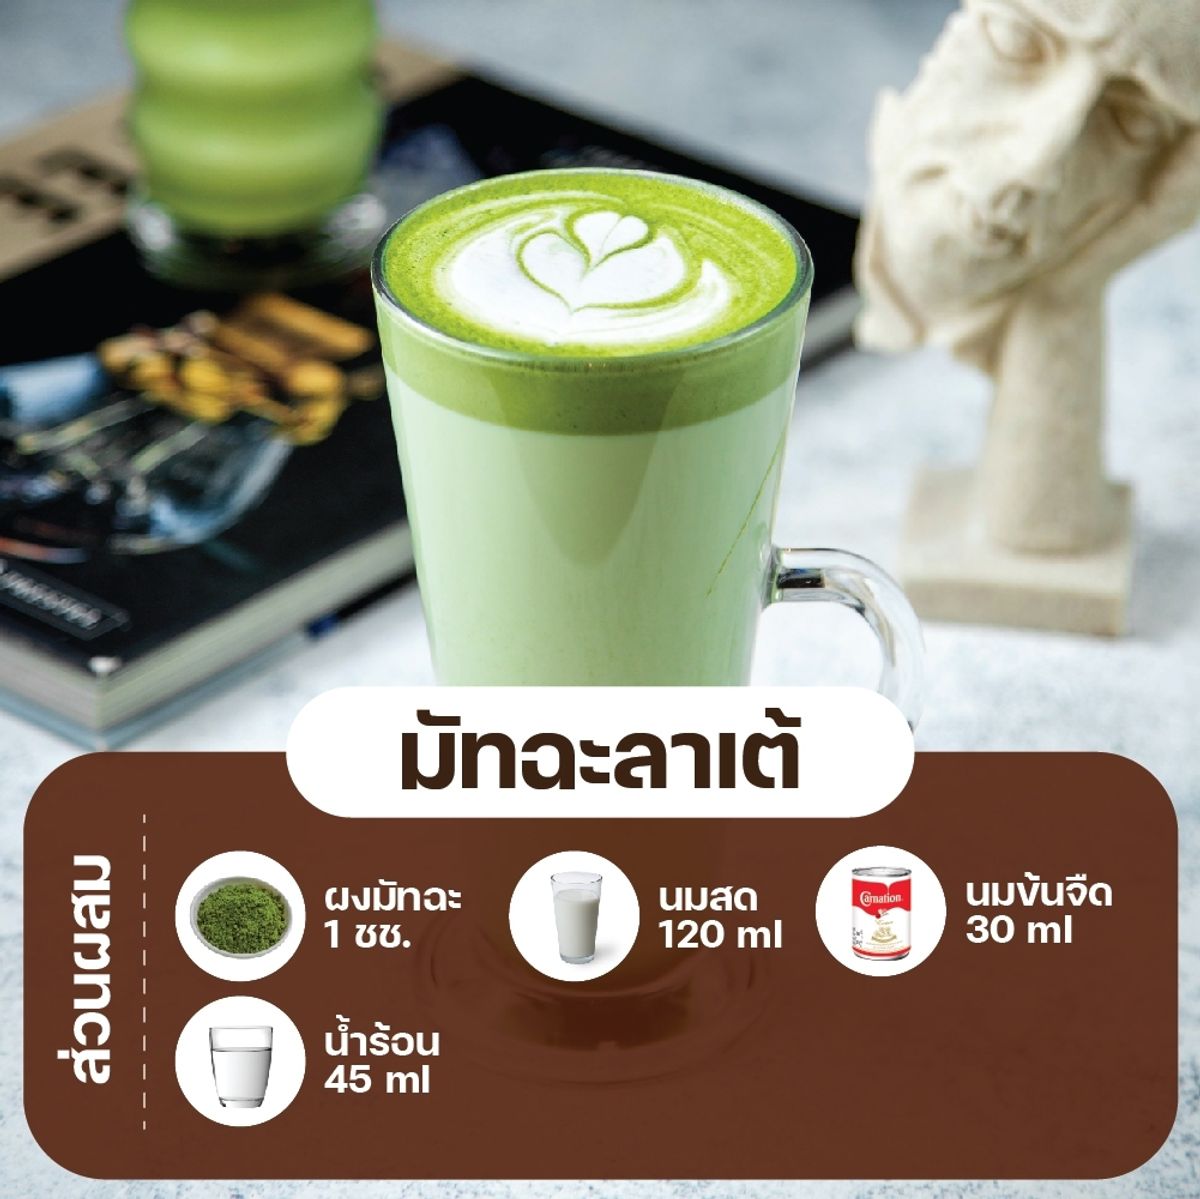 มัทฉะลาเต้
ส่วนผสม
ผงมัทฉะ
1 ชช.
นมสด
120 ml
Carnation
นมข้นจืด
30 ml
น้ำร้อน
45 ml